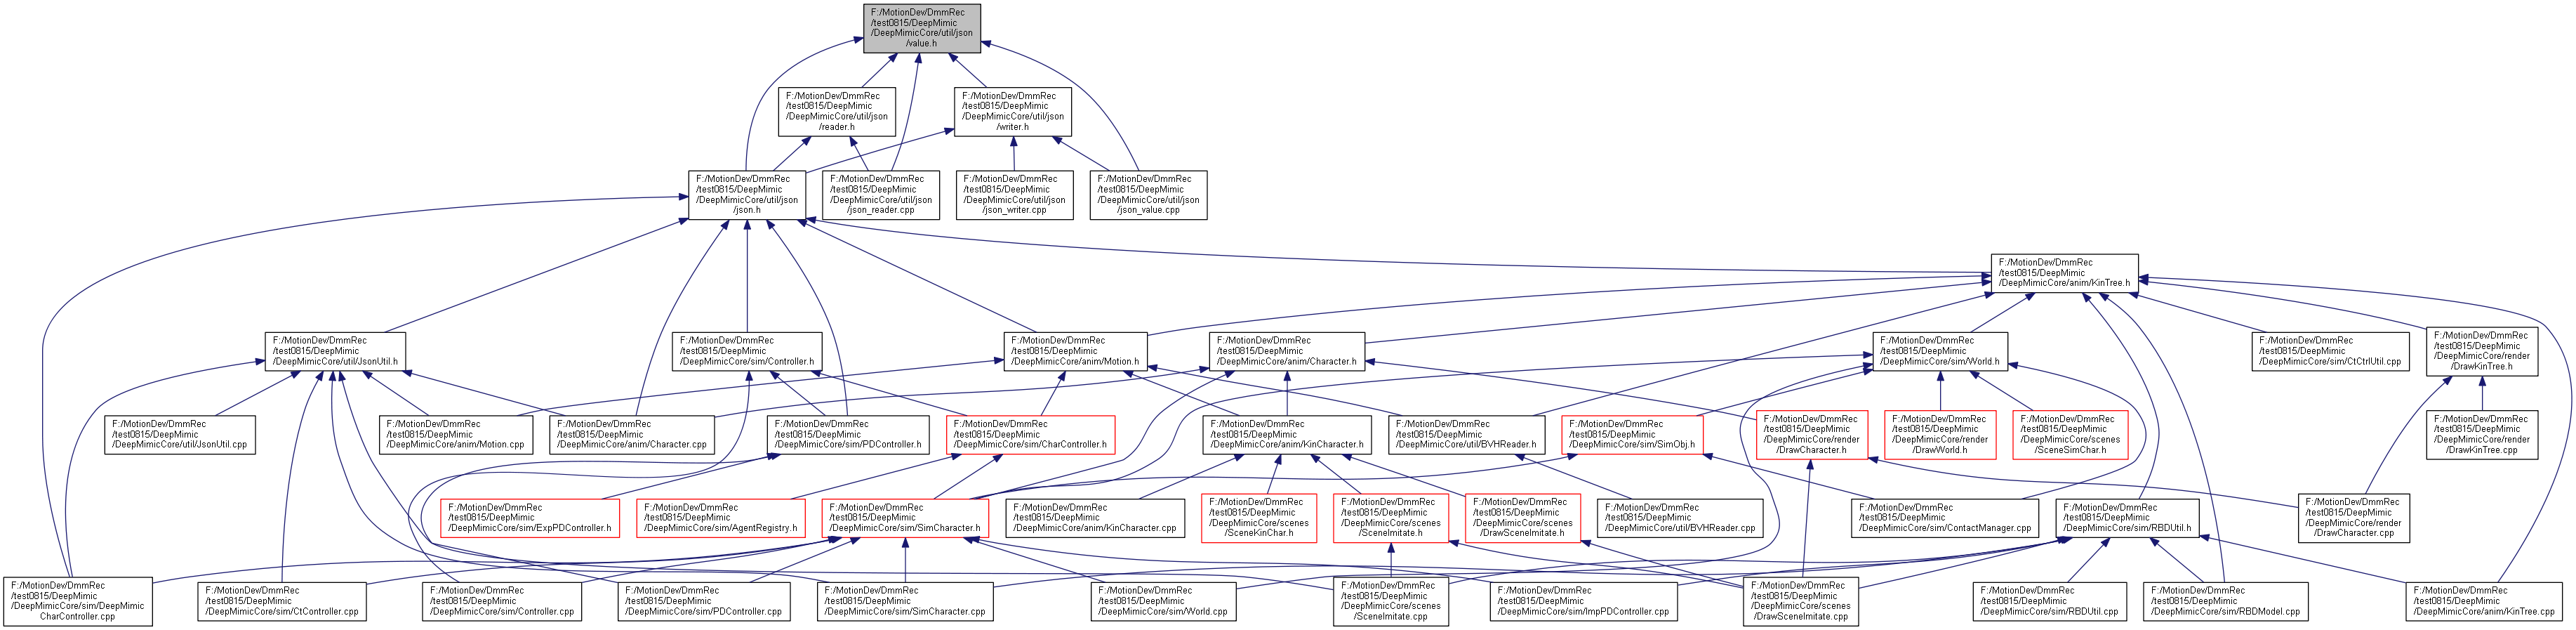 F:/MotionDev/DmmRec
/test0815/DeepMimic
/DeepMimicCore/util/json
/value.h
F:/MotionDev/DmmRec
/test0815/DeepMimic
/DeepMimicCore/util/json
/reader.h
F:/MotionDev/DmmRec
/test0815/DeepMimic
/DeepMimicCore/util/json
/writer.h
F:/MotionDev/DmmRec
/test0815/DeepMimic
/DeepMimicCore/util/json
/json.h
F:/MotionDev/DmmRec
/test0815/DeepMimic
/DeepMimicCore/util/json
/json_reader.cpp
F:/MotionDev/DmmRec
/test0815/DeepMimic
/DeepMimicCore/util/json
/json_writer.cpp
F:/MotionDev/DmmRec
/test0815/DeepMimic
/DeepMimicCore/util/json
/json_value.cpp
F:/MotionDev/DmmRec
/test0815/DeepMimic
/DeepMimicCore/anim/KinTree.h
F:/MotionDev/DmmRec
/test0815/DeepMimic
/DeepMimicCore/util/JsonUtil.h
F:/MotionDev/DmmRec
/test0815/DeepMimic
/DeepMimicCore/sim/Controller.h
F:/MotionDev/DmmRec
/test0815/DeepMimic
/DeepMimicCore/anim/Motion.h
F:/MotionDev/DmmRec
/test0815/DeepMimic
/DeepMimicCore/anim/Character.h
F:/MotionDev/DmmRec
/test0815/DeepMimic
/DeepMimicCore/sim/World.h
F:/MotionDev/DmmRec
/test0815/DeepMimic
/DeepMimicCore/sim/CtCtrlUtil.cpp
F:/MotionDev/DmmRec
/test0815/DeepMimic
/DeepMimicCore/render
/DrawKinTree.h
F:/MotionDev/DmmRec
/test0815/DeepMimic
/DeepMimicCore/util/JsonUtil.cpp
F:/MotionDev/DmmRec
/test0815/DeepMimic
/DeepMimicCore/anim/Motion.cpp
F:/MotionDev/DmmRec
/test0815/DeepMimic
/DeepMimicCore/anim/Character.cpp
F:/MotionDev/DmmRec
/test0815/DeepMimic
/DeepMimicCore/sim/PDController.h
F:/MotionDev/DmmRec
/test0815/DeepMimic
/DeepMimicCore/sim/CharController.h
F:/MotionDev/DmmRec
/test0815/DeepMimic
/DeepMimicCore/anim/KinCharacter.h
F:/MotionDev/DmmRec
/test0815/DeepMimic
/DeepMimicCore/util/BVHReader.h
F:/MotionDev/DmmRec
/test0815/DeepMimic
/DeepMimicCore/sim/SimObj.h
F:/MotionDev/DmmRec
/test0815/DeepMimic
/DeepMimicCore/render
/DrawCharacter.h
F:/MotionDev/DmmRec
/test0815/DeepMimic
/DeepMimicCore/render
/DrawWorld.h
F:/MotionDev/DmmRec
/test0815/DeepMimic
/DeepMimicCore/scenes
/SceneSimChar.h
F:/MotionDev/DmmRec
/test0815/DeepMimic
/DeepMimicCore/render
/DrawKinTree.cpp
F:/MotionDev/DmmRec
/test0815/DeepMimic
/DeepMimicCore/sim/ExpPDController.h
F:/MotionDev/DmmRec
/test0815/DeepMimic
/DeepMimicCore/sim/AgentRegistry.h
F:/MotionDev/DmmRec
/test0815/DeepMimic
/DeepMimicCore/sim/SimCharacter.h
F:/MotionDev/DmmRec
/test0815/DeepMimic
/DeepMimicCore/anim/KinCharacter.cpp
F:/MotionDev/DmmRec
/test0815/DeepMimic
/DeepMimicCore/scenes
/SceneKinChar.h
F:/MotionDev/DmmRec
/test0815/DeepMimic
/DeepMimicCore/scenes
/SceneImitate.h
F:/MotionDev/DmmRec
/test0815/DeepMimic
/DeepMimicCore/scenes
/DrawSceneImitate.h
F:/MotionDev/DmmRec
/test0815/DeepMimic
/DeepMimicCore/util/BVHReader.cpp
F:/MotionDev/DmmRec
/test0815/DeepMimic
/DeepMimicCore/sim/ContactManager.cpp
F:/MotionDev/DmmRec
/test0815/DeepMimic
/DeepMimicCore/sim/RBDUtil.h
F:/MotionDev/DmmRec
/test0815/DeepMimic
/DeepMimicCore/render
/DrawCharacter.cpp
F:/MotionDev/DmmRec
/test0815/DeepMimic
/DeepMimicCore/sim/DeepMimic
CharController.cpp
F:/MotionDev/DmmRec
/test0815/DeepMimic
/DeepMimicCore/sim/CtController.cpp
F:/MotionDev/DmmRec
/test0815/DeepMimic
/DeepMimicCore/sim/Controller.cpp
F:/MotionDev/DmmRec
/test0815/DeepMimic
/DeepMimicCore/sim/PDController.cpp
F:/MotionDev/DmmRec
/test0815/DeepMimic
/DeepMimicCore/sim/SimCharacter.cpp
F:/MotionDev/DmmRec
/test0815/DeepMimic
/DeepMimicCore/sim/World.cpp
F:/MotionDev/DmmRec
/test0815/DeepMimic
/DeepMimicCore/scenes
/SceneImitate.cpp
F:/MotionDev/DmmRec
/test0815/DeepMimic
/DeepMimicCore/sim/ImpPDController.cpp
F:/MotionDev/DmmRec
/test0815/DeepMimic
/DeepMimicCore/scenes
/DrawSceneImitate.cpp
F:/MotionDev/DmmRec
/test0815/DeepMimic
/DeepMimicCore/sim/RBDUtil.cpp
F:/MotionDev/DmmRec
/test0815/DeepMimic
/DeepMimicCore/sim/RBDModel.cpp
F:/MotionDev/DmmRec
/test0815/DeepMimic
/DeepMimicCore/anim/KinTree.cpp